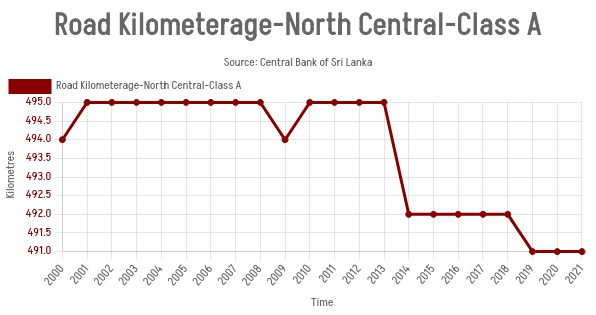 Road Kilometerage-North Central-Class A
Source: Central Bank of Sri Lanka
Road Kilometerage-North Central-Class A
495.0
494.5
494.0
493.5
493.0
492.5
492.0
491.5
491.0
Kilometres
2000 2001 2002 2003 2004 2005 2006 2007 2008 2009 2010 2011 2012 2013 2014 2015 2016 2017 2018 2019 2020 2021
Time